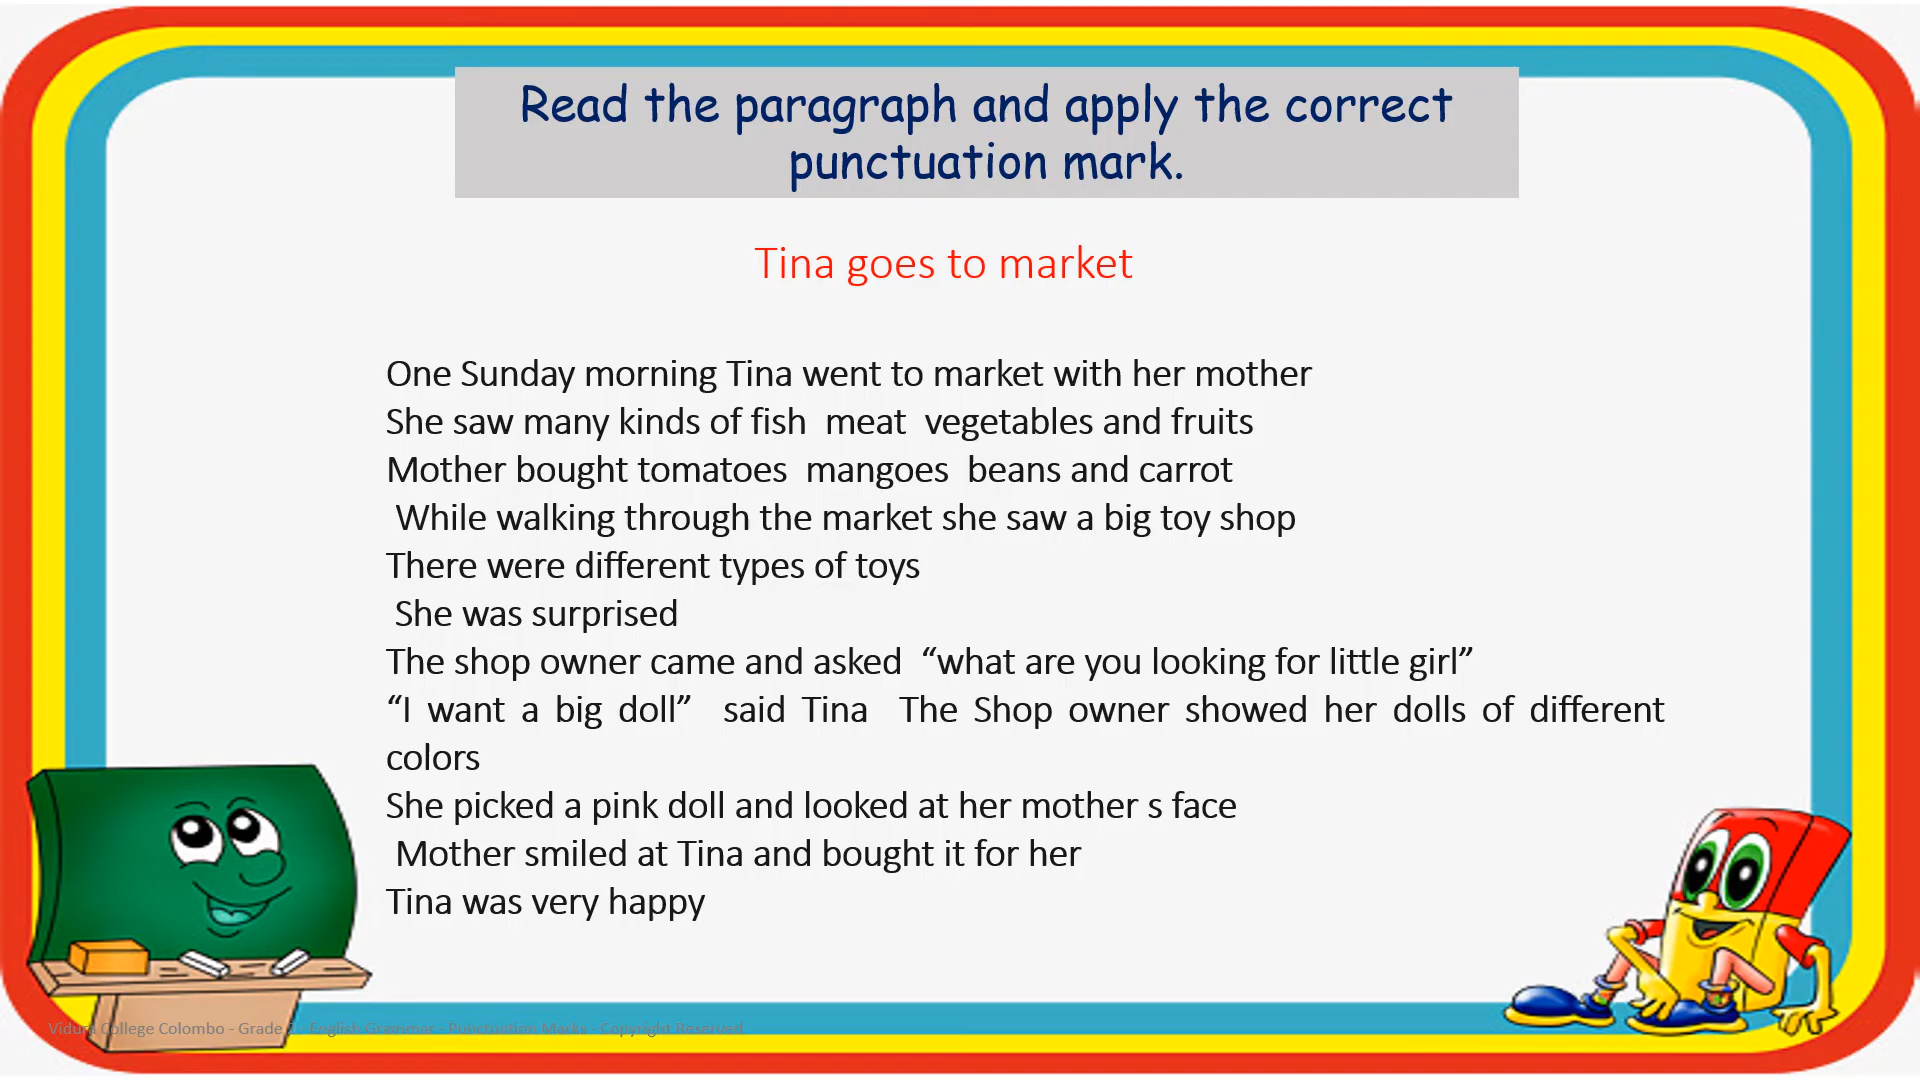 Read the paragraph and apply the correct
punctuation mark.
Tina goes to market
One Sunday morning Tina went to market with her mother
She saw many kinds of fish  meat  vegetables and fruits
Mother bought tomatoes  mangoes  beans and carrot
While walking through the market she saw a big toy shop
There were different types of toys
She was surprised
The shop owner came and asked  “what are you looking for little girl”
“I want a big doll”  said Tina  The Shop owner showed her dolls of different
colors
She picked a pink doll and looked at her mother s face
Mother smiled at Tina and bought it for her
Tina was very happy
Vidura College Colombo - Grade - English Grammar - Punctuation Marks - Copyright Reserved